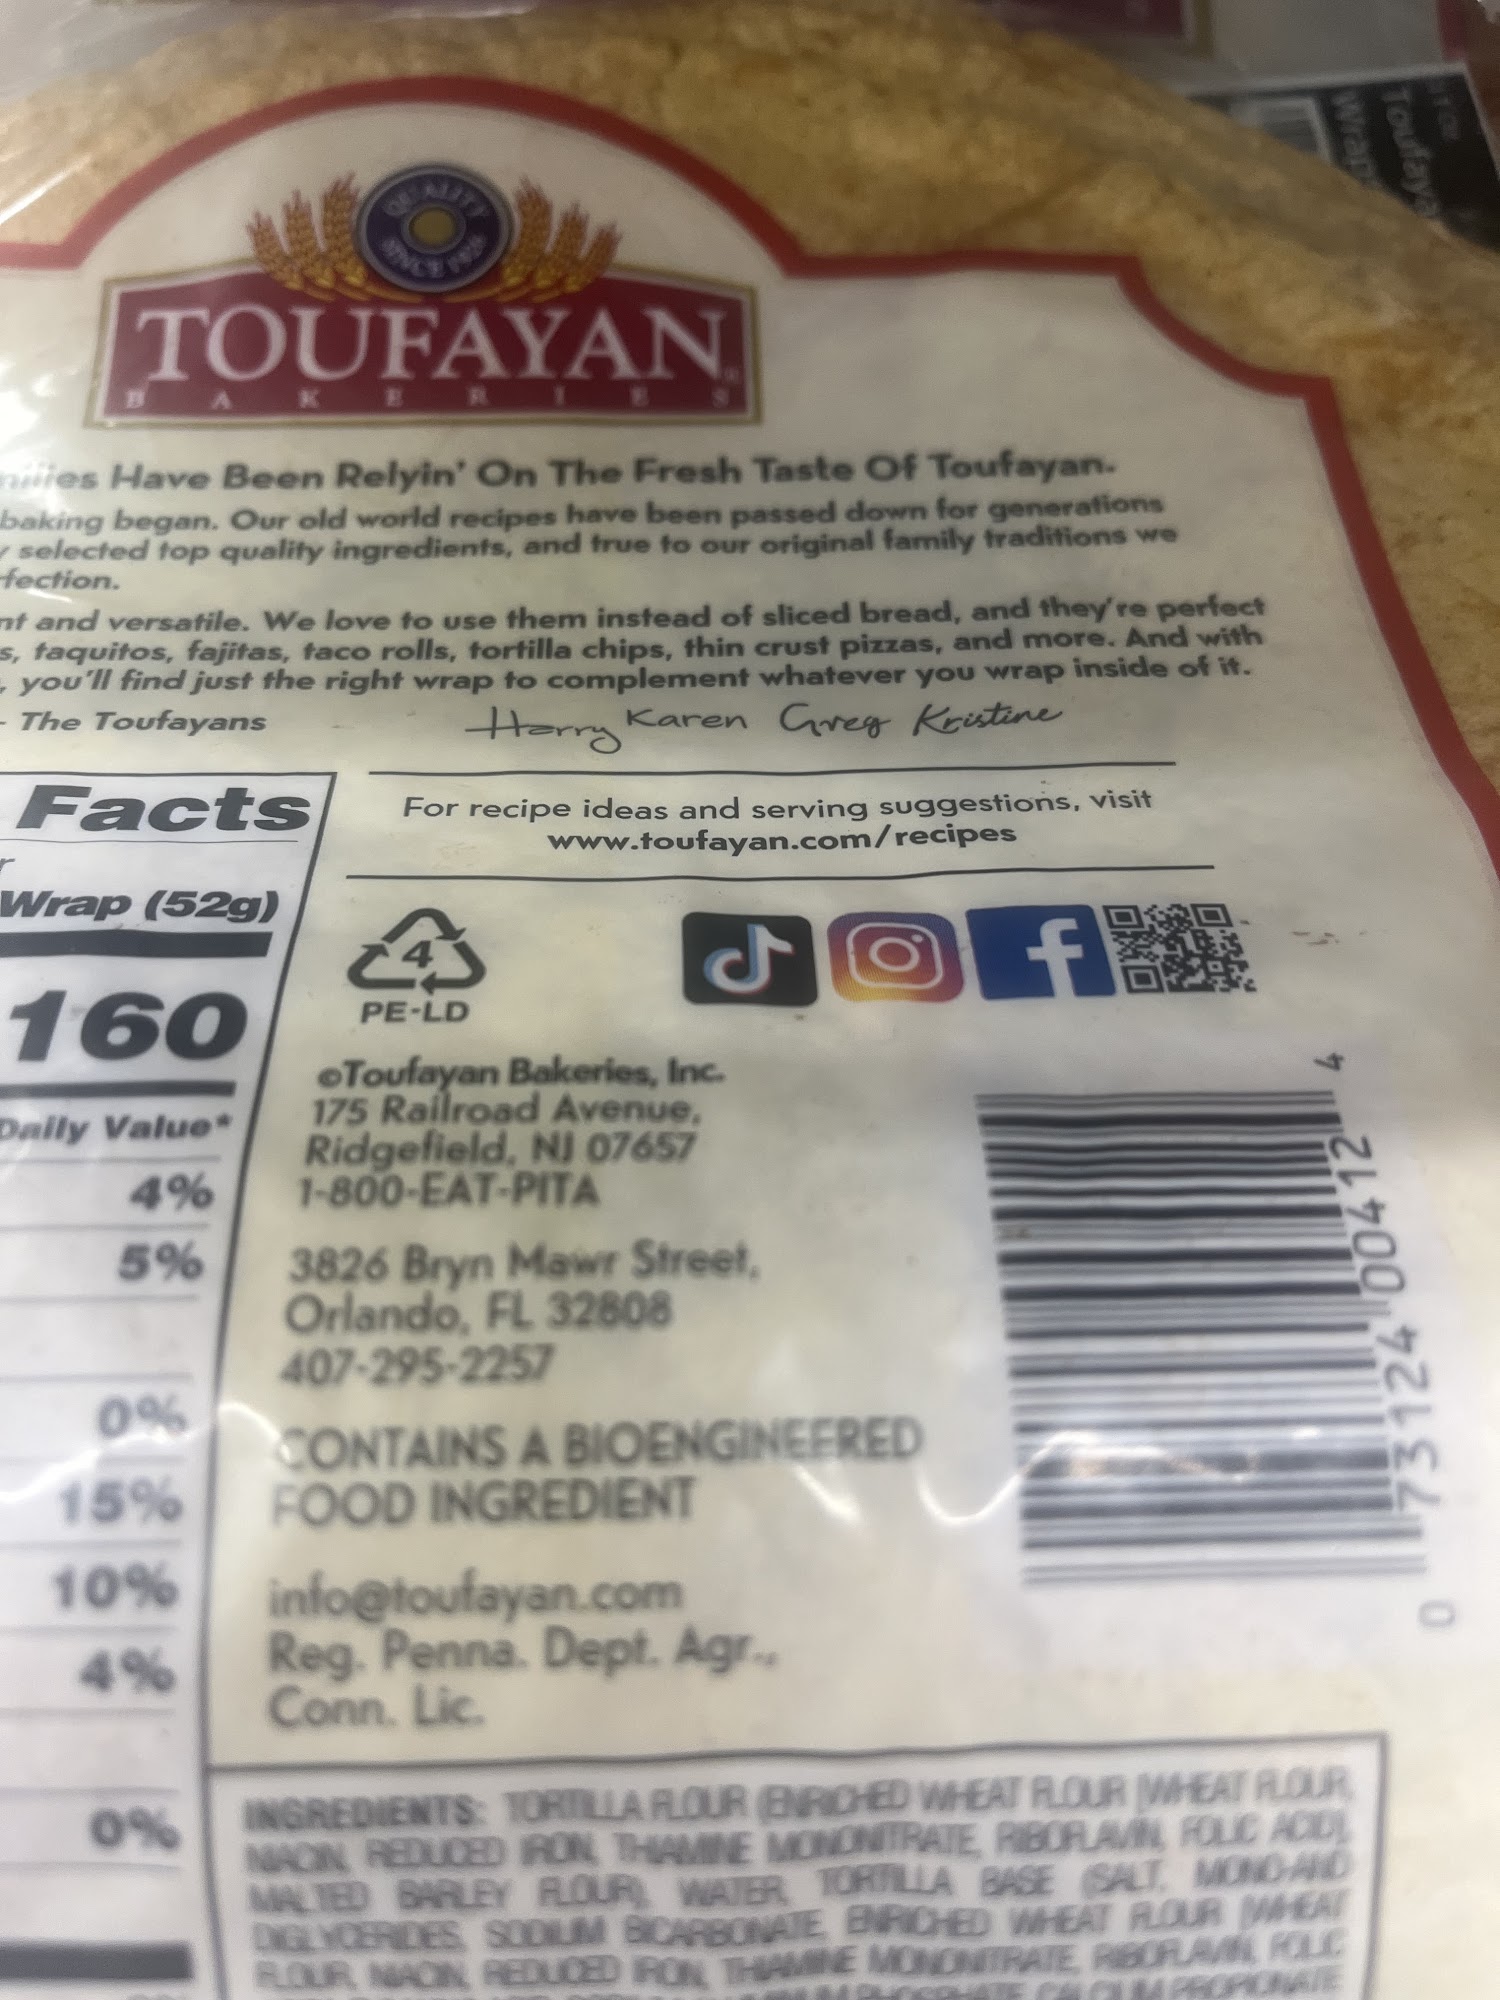 QUALITY
SINCE 1926
TOUFAYAN
BAKERIES
Toufaya
Wrap
Have Been Relyin' On The Fresh Taste Of Toufayan.
baking began. Our old world recipes have been passed down for generations
selected top quality ingredients, and true to our original family traditions we
fection.
nt and versatile. We love to use them instead of sliced bread, and they're perfect
s, taquitos, fajitas, taco rolls, tortilla chips, thin crust pizzas, and more. And with
, you'll find just the right wrap to complement whatever you wrap inside of it.
- The Toufayans Harry Karen Greg Kristine
Facts
Wrap (52g)
160
Daily Value*
4%
5%
0%
15%
10%
4%
0%
For recipe ideas and serving suggestions, visit
www.toufayan.com/recipes
4
PE-LD
f
©Toufayan Bakeries, Inc.
175 Railroad Avenue,
Ridgefield, NJ 07657
1-800-EAT-PITA
3826 Bryn Mawr Street,
Orlando, FL 32808
407-295-2257
CONTAINS A BIOENGINEERED
FOOD INGREDIENT
info@toufayan.com
Reg. Penna. Dept. Agr.,
Conn. Lic.
0 73124 00412 4
INGREDIENTS: TORTILLA FLOUR (ENRICHED WHEAT FLOUR [WHEAT FLOUR,
NIACIN, REDUCED IRON, THIAMINE MONONITRATE, RIBOFLAVIN, FOLIC ACID],
MALTED BARLEY FLOUR), WATER, TORTILLA BASE (SALT, MONO-AND
DIGLYCERIDES, SODIUM BICARBONATE, ENRICHED WHEAT FLOUR [WHEAT
FLOUR, NIACIN, REDUCED IRON, THIAMINE MONONITRATE, RIBOFLAVIN, FOLIC
PHOSPHATE, CALCIUM PROPIONATE